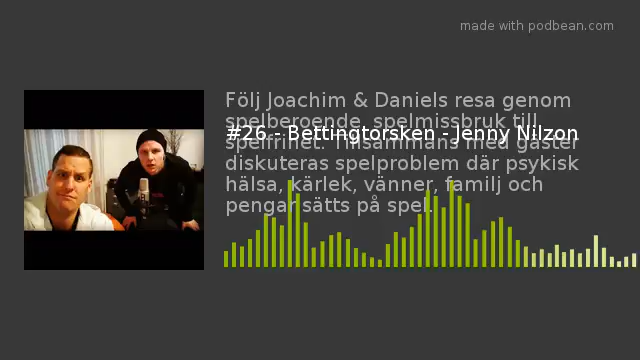 made with podbean.com
Följ Joachim & Daniels resa genom
spelberoende, spelmissbruk till
#26 - Bettingtorsken - Jenny Nilzon
spelfrihet. Tillsammans med gäster
diskuteras spelproblem där psykisk
hälsa, kärlek, vänner, familj och
pengar sätts på spel.